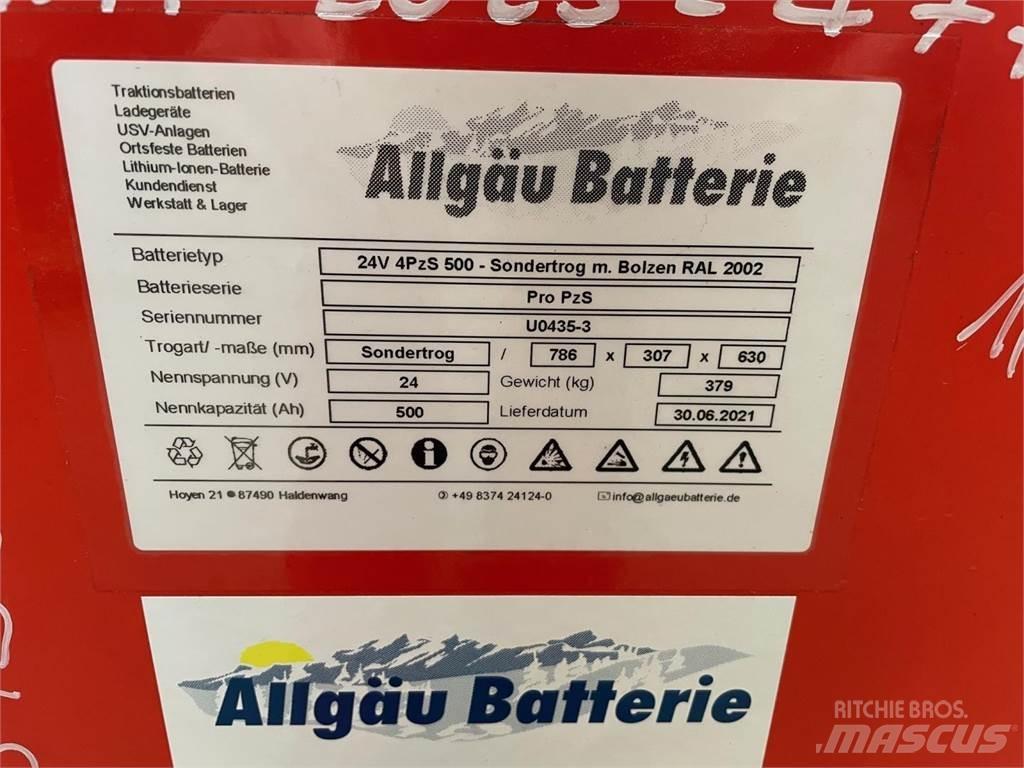 Traktionsbatterien
Ladegeräte
USV-Anlagen
Ortsfeste Batterien
Lithium-Ionen-Batterie
Kundendienst
Werkstatt & Lager
Allgäu Batterie
Batterietyp 24V 4PzS 500 - Sondertrog m. Bolzen RAL 2002
Batterieserie Pro PzS
Seriennummer U0435-3
Trogart/ -maße (mm) Sondertrog / 786 x 307 x 630
Nennspannung (V) 24 Gewicht (kg) 379
Nennkapazität (Ah) 500 Lieferdatum 30.06.2021
Hoyen 21 ● 87490 Haldenwang +49 8374 24124-0 info@allgaeubatterie.de
Allgäu Batterie
RITCHIE BROS.
MASCUS